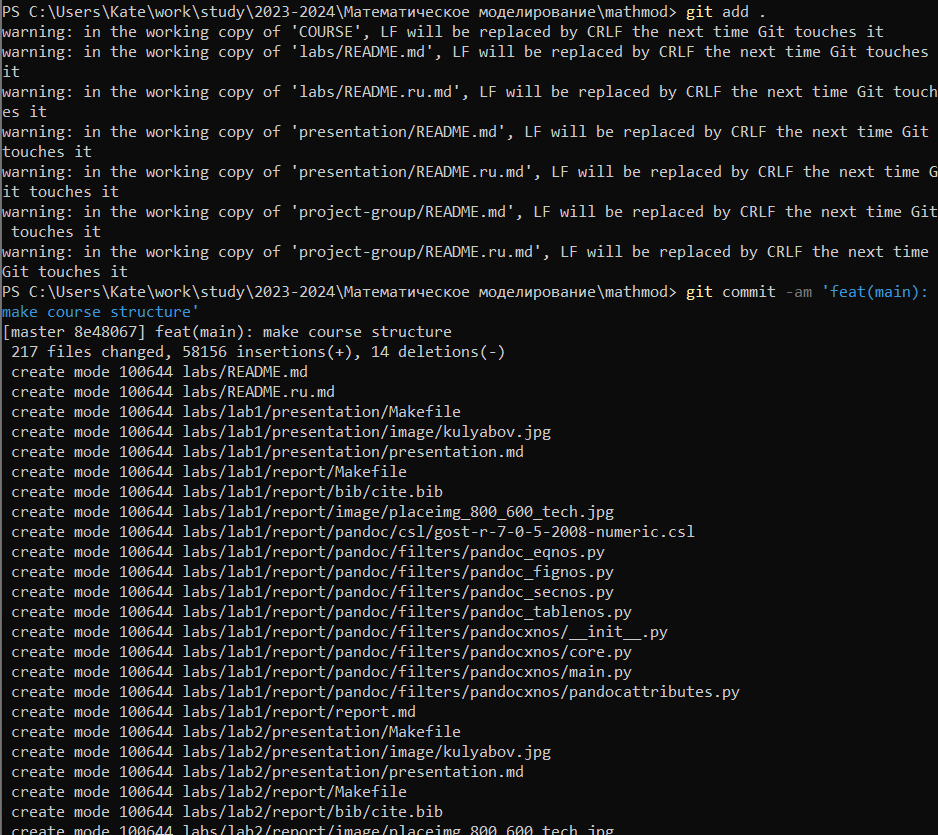 PS C:\Users\Kate\work\study\2023-2024\Математическое моделирование\mathmod> git add .
warning: in the working copy of 'COURSE', LF will be replaced by CRLF the next time Git touches it
warning: in the working copy of 'labs/README.md', LF will be replaced by CRLF the next time Git touches
it
warning: in the working copy of 'labs/README.ru.md', LF will be replaced by CRLF the next time Git touch
es it
warning: in the working copy of 'presentation/README.md', LF will be replaced by CRLF the next time Git
touches it
warning: in the working copy of 'presentation/README.ru.md', LF will be replaced by CRLF the next time G
it touches it
warning: in the working copy of 'project-group/README.md', LF will be replaced by CRLF the next time Git
 touches it
warning: in the working copy of 'project-group/README.ru.md', LF will be replaced by CRLF the next time
Git touches it
PS C:\Users\Kate\work\study\2023-2024\Математическое моделирование\mathmod> git commit -am 'feat(main):
make course structure'
[master 8e48067] feat(main): make course structure
 217 files changed, 58156 insertions(+), 14 deletions(-)
 create mode 100644 labs/README.md
 create mode 100644 labs/README.ru.md
 create mode 100644 labs/lab1/presentation/Makefile
 create mode 100644 labs/lab1/presentation/image/kulyabov.jpg
 create mode 100644 labs/lab1/presentation/presentation.md
 create mode 100644 labs/lab1/report/Makefile
 create mode 100644 labs/lab1/report/bib/cite.bib
 create mode 100644 labs/lab1/report/image/placeimg_800_600_tech.jpg
 create mode 100644 labs/lab1/report/pandoc/csl/gost-r-7-0-5-2008-numeric.csl
 create mode 100644 labs/lab1/report/pandoc/filters/pandoc_eqnos.py
 create mode 100644 labs/lab1/report/pandoc/filters/pandoc_fignos.py
 create mode 100644 labs/lab1/report/pandoc/filters/pandoc_secnos.py
 create mode 100644 labs/lab1/report/pandoc/filters/pandoc_tablenos.py
 create mode 100644 labs/lab1/report/pandoc/filters/pandocxnos/__init__.py
 create mode 100644 labs/lab1/report/pandoc/filters/pandocxnos/core.py
 create mode 100644 labs/lab1/report/pandoc/filters/pandocxnos/main.py
 create mode 100644 labs/lab1/report/pandoc/filters/pandocxnos/pandocattributes.py
 create mode 100644 labs/lab1/report/report.md
 create mode 100644 labs/lab2/presentation/Makefile
 create mode 100644 labs/lab2/presentation/image/kulyabov.jpg
 create mode 100644 labs/lab2/presentation/presentation.md
 create mode 100644 labs/lab2/report/Makefile
 create mode 100644 labs/lab2/report/bib/cite.bib
 create mode 100644 labs/lab2/report/image/placeimg_800_600_tech.jpg